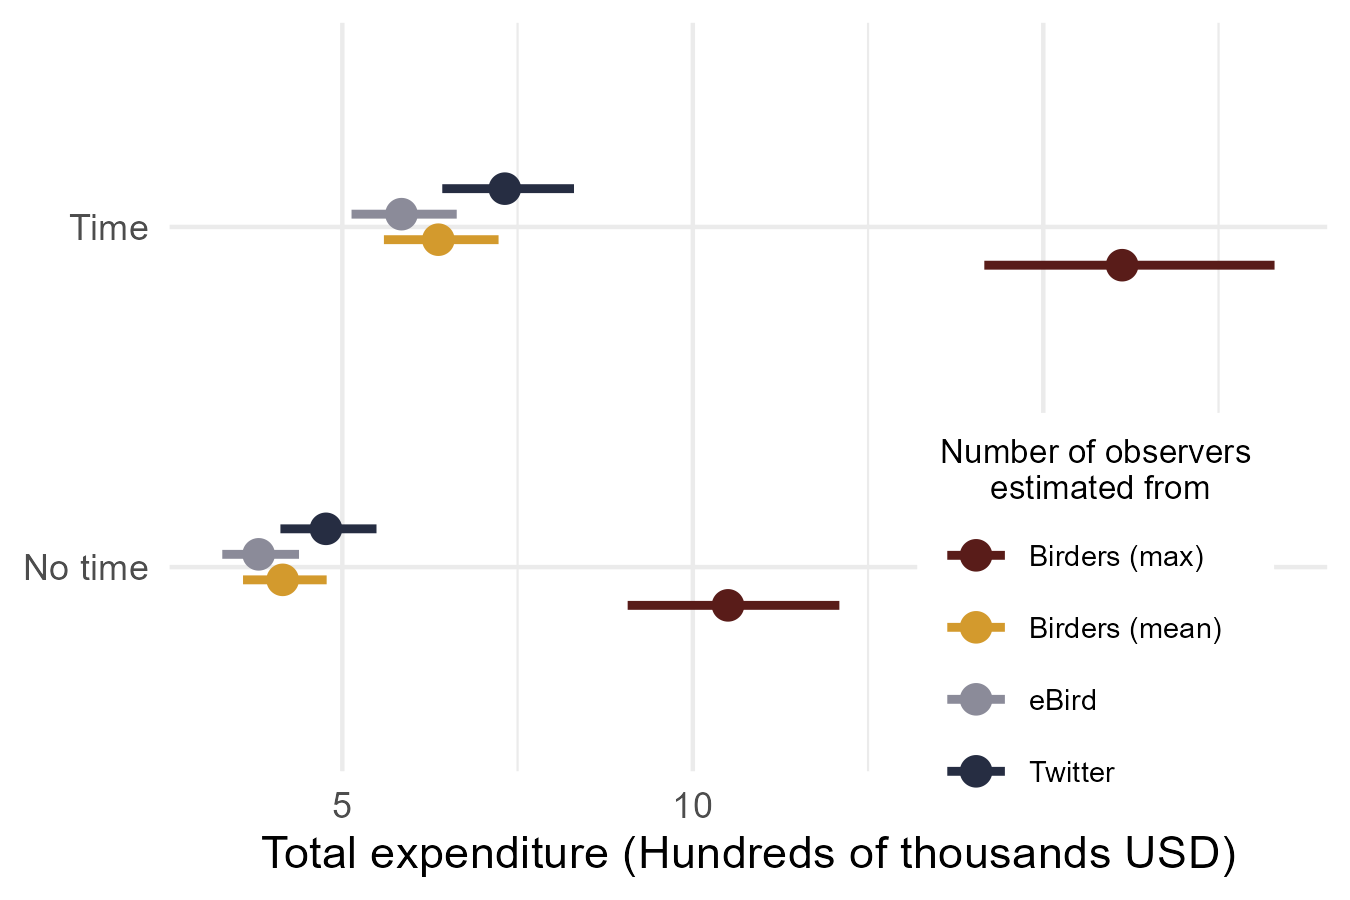 Time
No time
Number of observers
estimated from
Birders (max)
Birders (mean)
eBird
Twitter
5 10
Total expenditure (Hundreds of thousands USD)